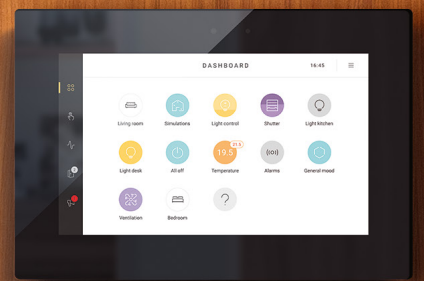 DASHBOARD
16:45
Living room
Simulations
Light control
Shutter
Light kitchen
19.5
21.5
Light desk
All off
Temperature
Alarms
General mood
?
Ventilation
Bedroom